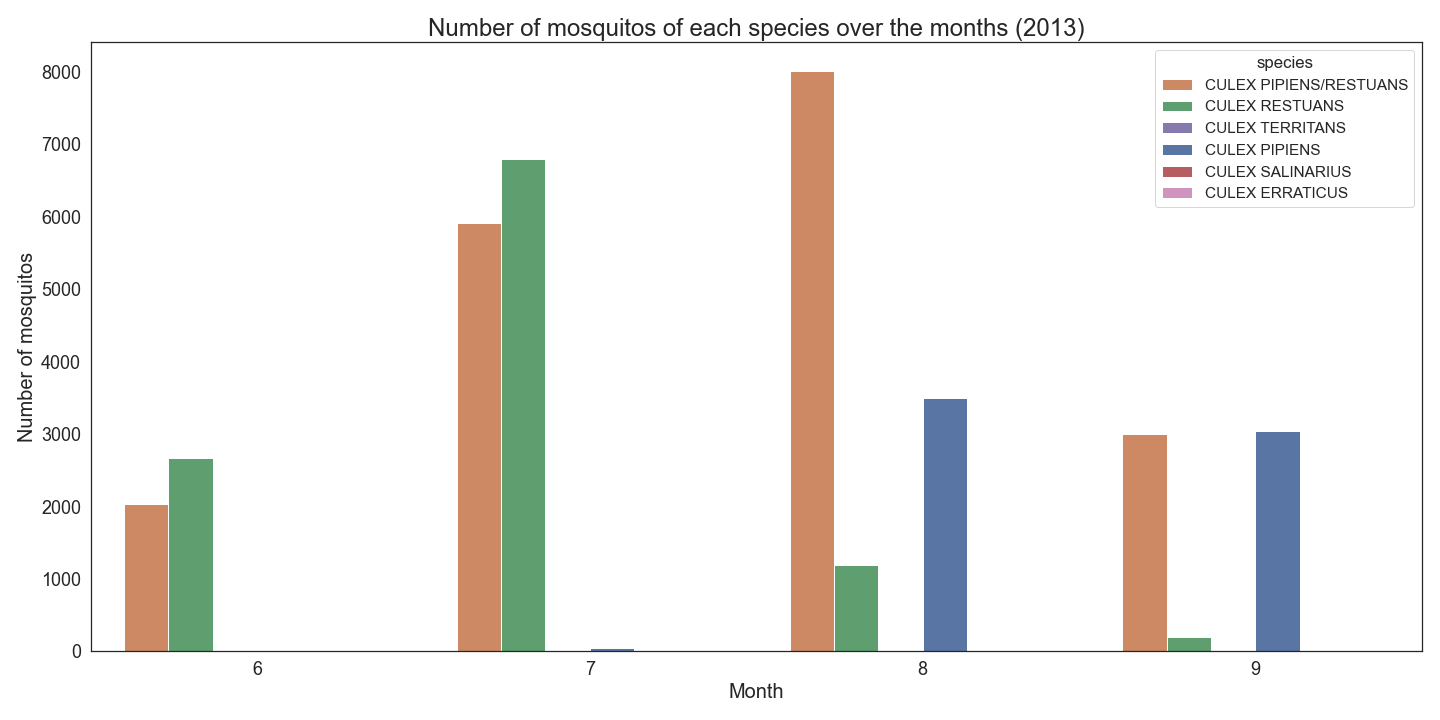 Number of mosquitos of each species over the months (2013)
species
CULEX PIPIENS/RESTUANS
CULEX RESTUANS
CULEX TERRITANS
CULEX PIPIENS
CULEX SALINARIUS
CULEX ERRATICUS
Number of mosquitos
8000
7000
6000
5000
4000
3000
2000
1000
0
6 7 8 9
Month